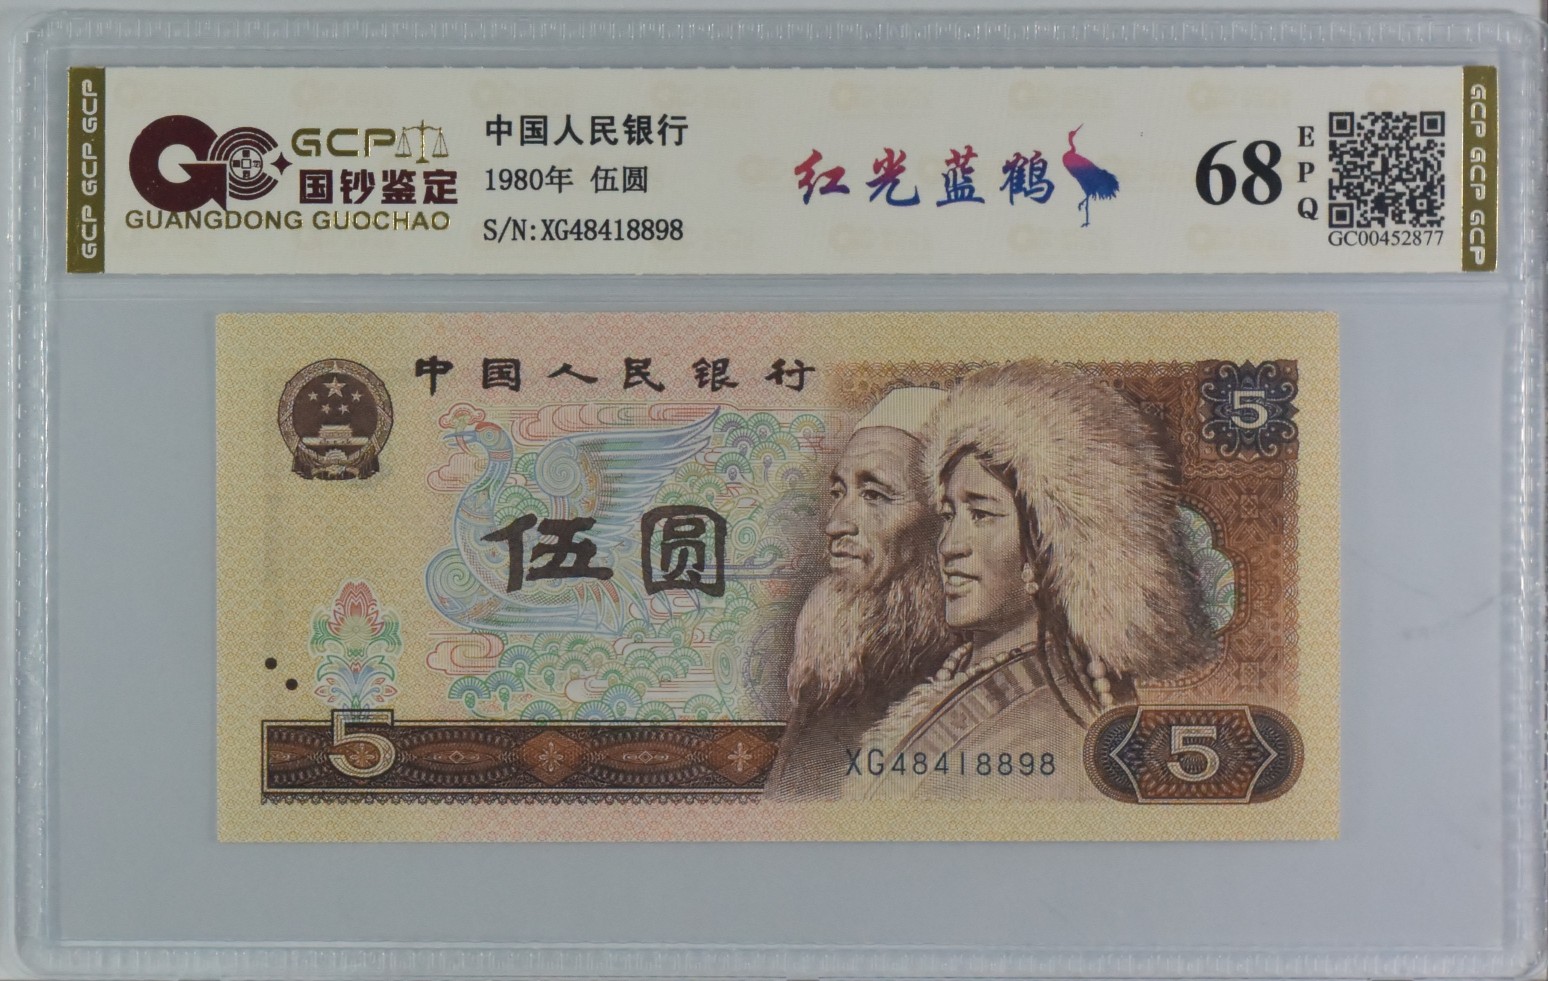 GCP GCP GCP
GCP
国钞鉴定
GUANGDONG GUOCHAO
中国人民银行
1980年 伍圆
S/N:XG48418898
红光蓝鹤
68
EPQ
GC00452877
GCP GCP GCP
中国人民银行
5
伍圆
5
XG48418898
5